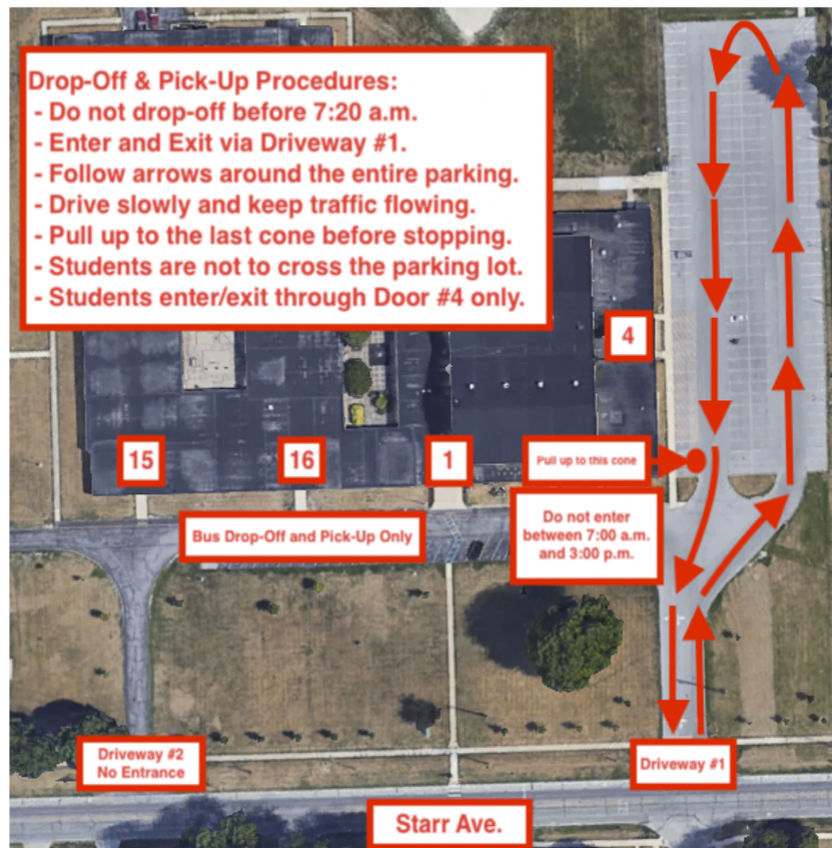 Drop-Off & Pick-Up Procedures:
- Do not drop-off before 7:20 a.m.
- Enter and Exit via Driveway #1.
- Follow arrows around the entire parking.
- Drive slowly and keep traffic flowing.
- Pull up to the last cone before stopping.
- Students are not to cross the parking lot.
- Students enter/exit through Door #4 only.
4
15
16
1
Pull up to this cone
Bus Drop-Off and Pick-Up Only
Do not enter
between 7:00 a.m.
and 3:00 p.m.
Driveway #2
No Entrance
Driveway #1
Starr Ave.